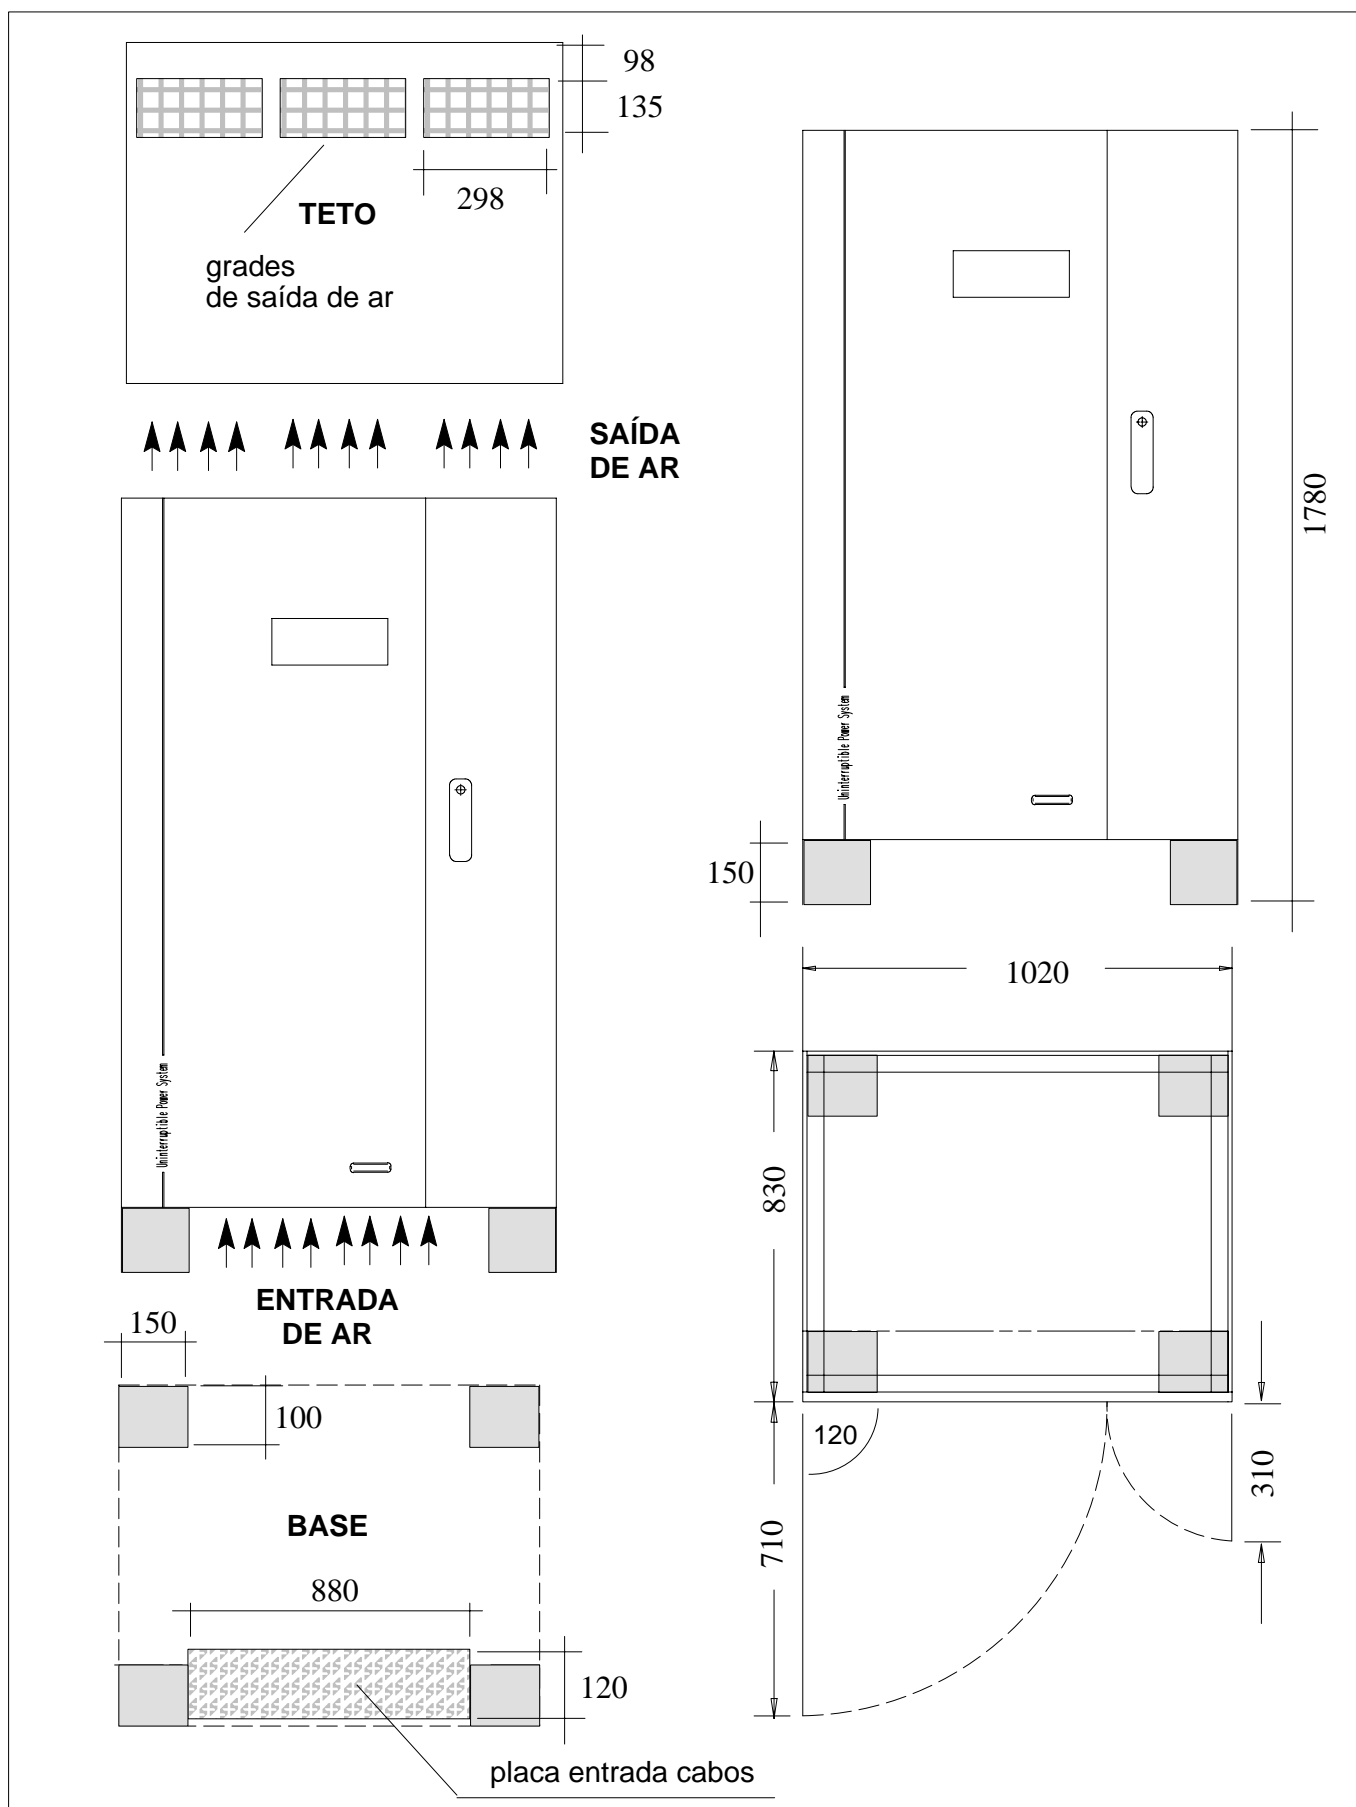 98
135
298
TETO
grades
de saída de ar
SAÍDA
DE AR
1780
Uninterruptible Power System
150
1020
Uninterruptible Power System
830
ENTRADA
DE AR
150
100
120
310
BASE
710
880
120
placa entrada cabos